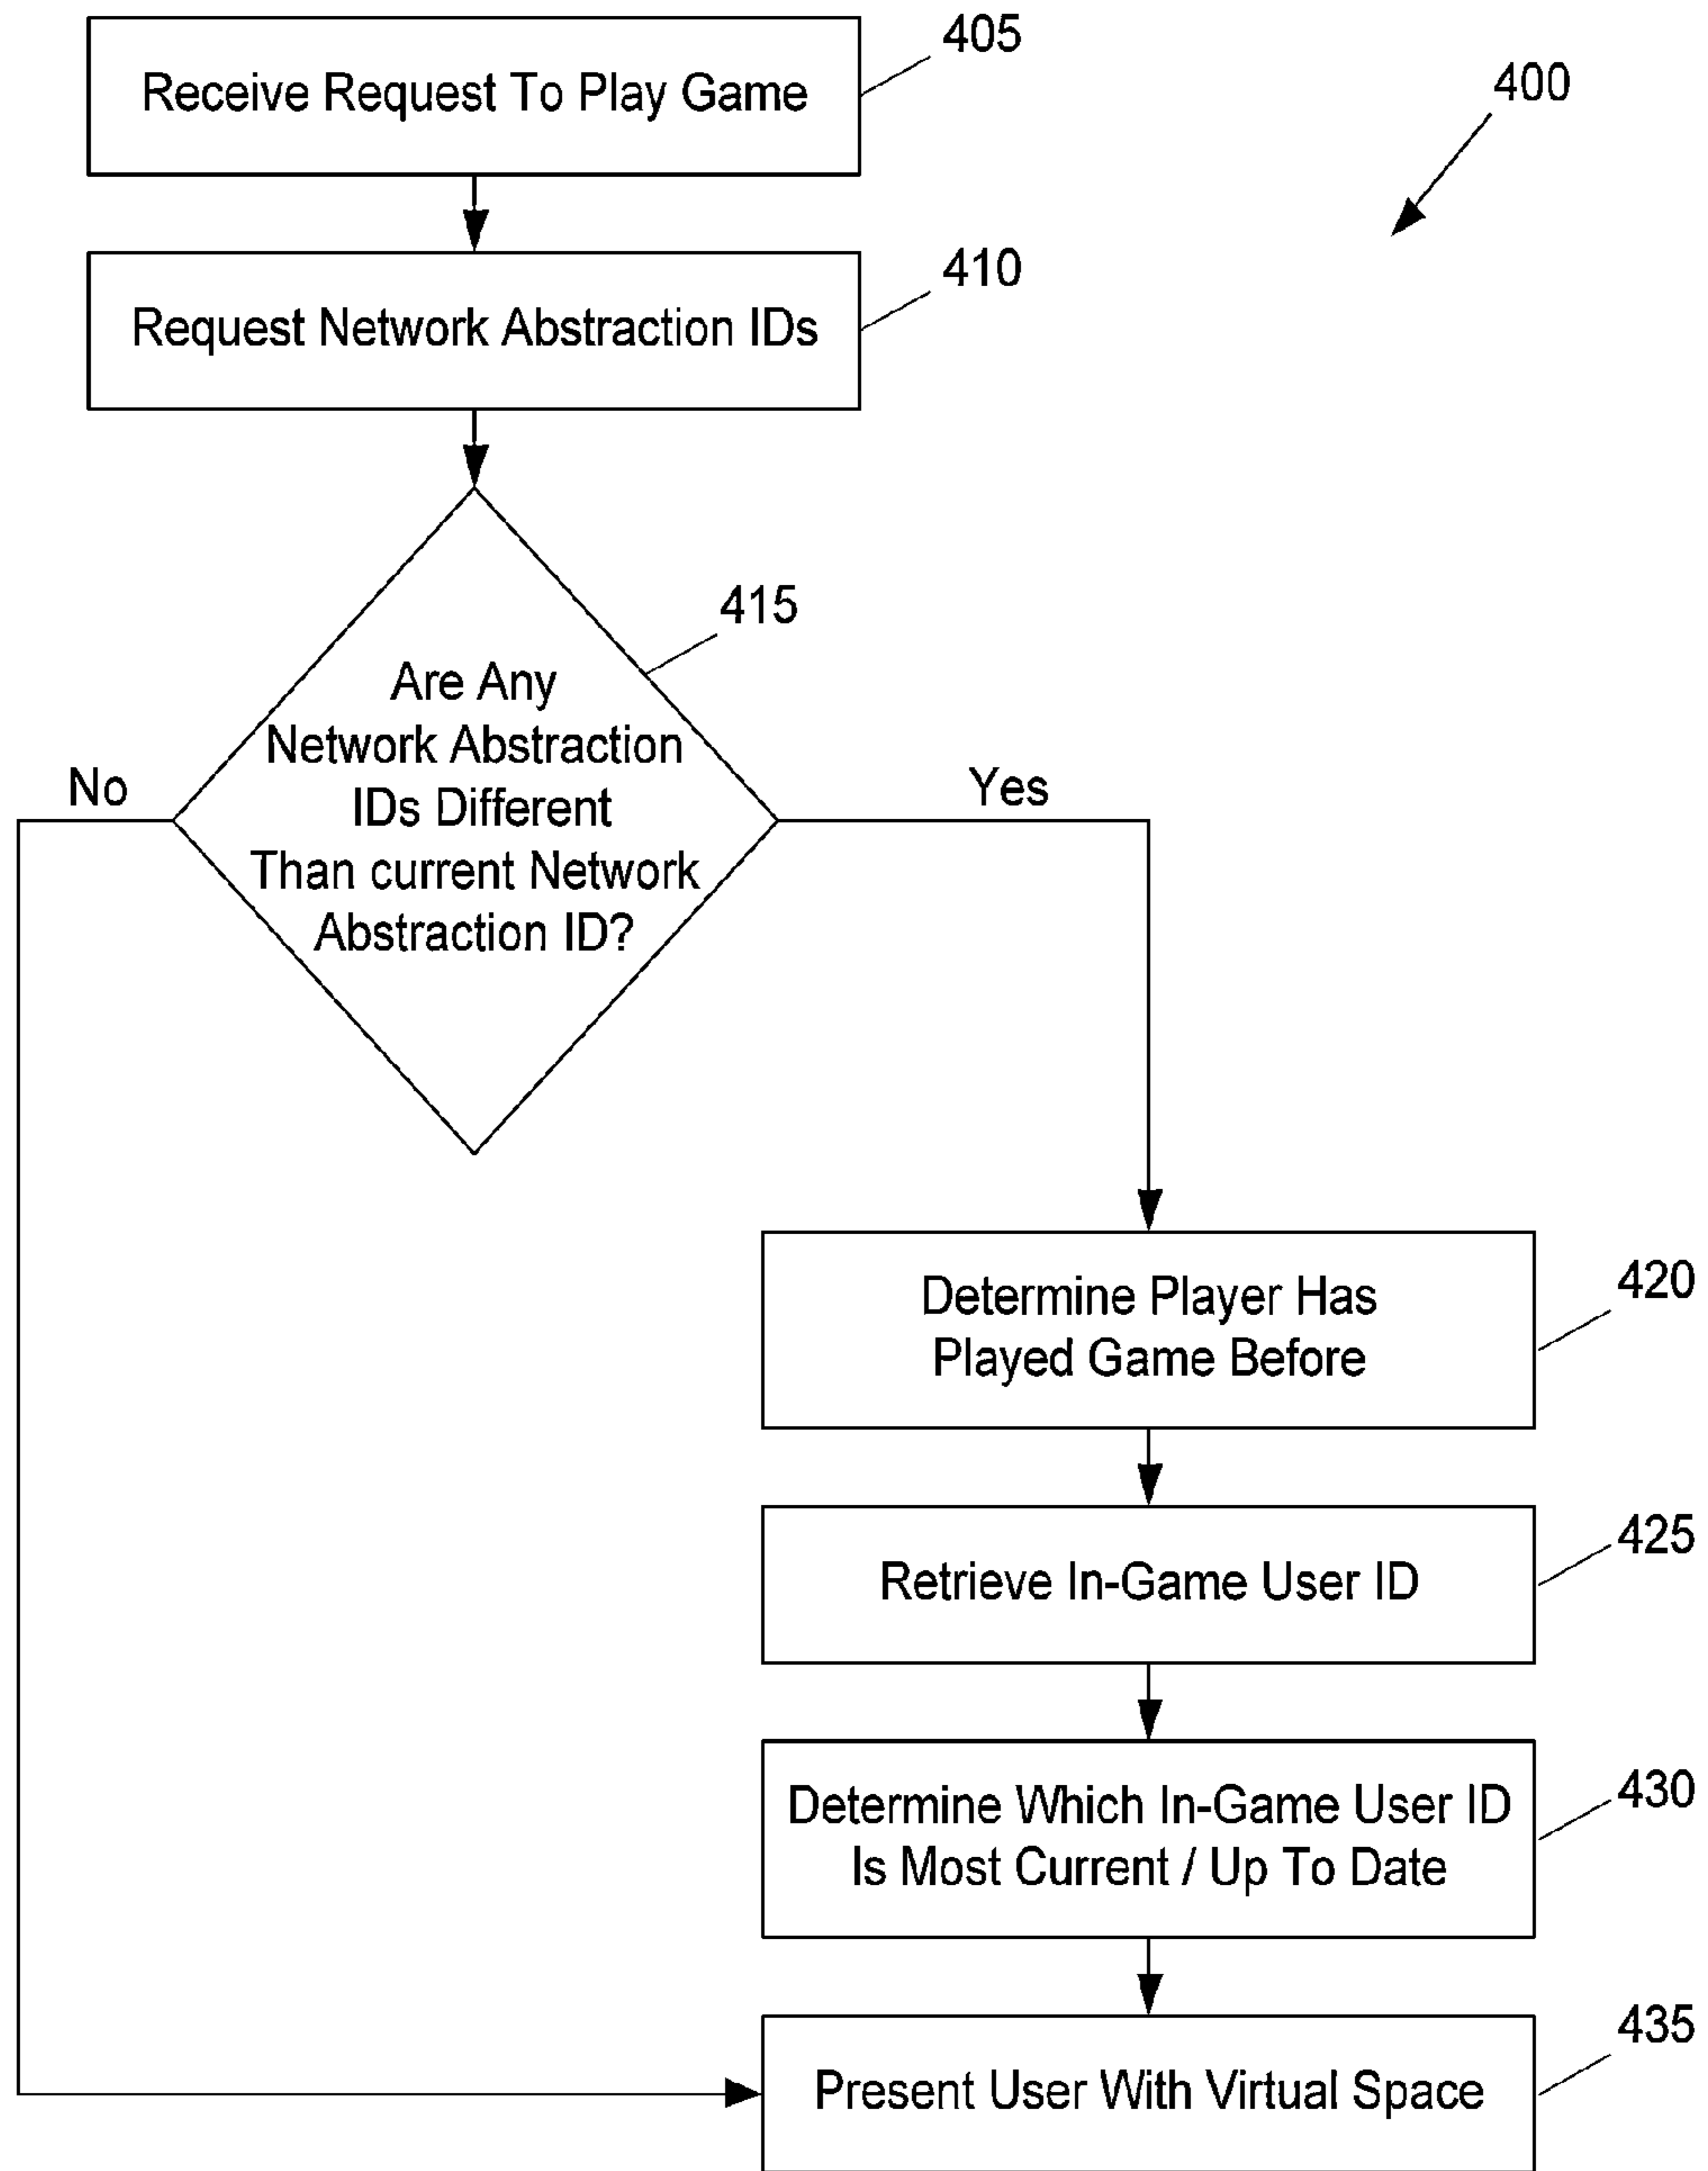 405
Receive Request To Play Game
400
410
Request Network Abstraction IDs
415
Are Any
Network Abstraction
IDs Different
Than current Network
Abstraction ID?
No
Yes
420
Determine Player Has
Played Game Before
425
Retrieve In-Game User ID
430
Determine Which In-Game User ID
Is Most Current / Up To Date
435
Present User With Virtual Space